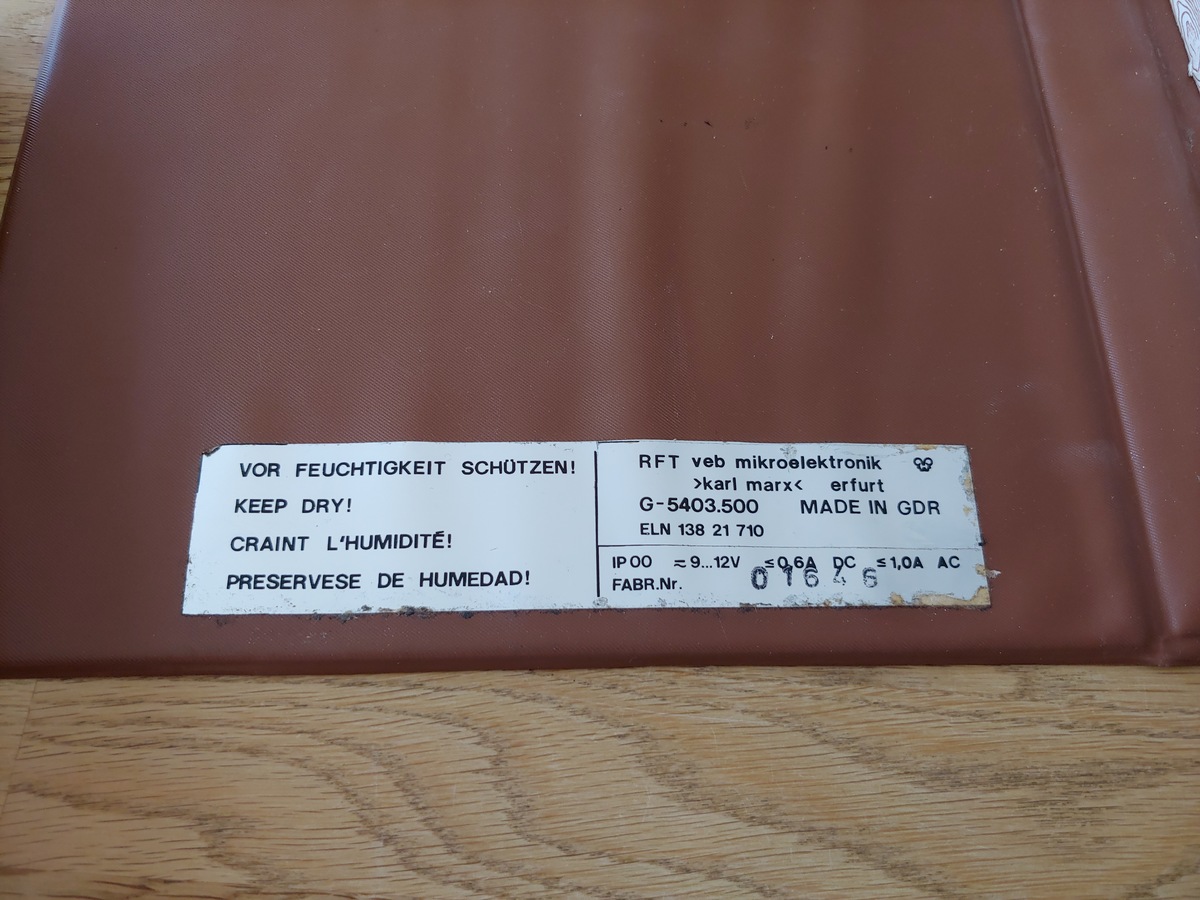 VOR FEUCHTIGKEIT SCHÜTZEN!
KEEP DRY!
CRAINT L'HUMIDITÉ!
PRESERVESE DE HUMEDAD!
RFT veb mikroelektronik
>karl marx< erfurt
G-5403.500 MADE IN GDR
ELN 138 21 710
IP00 ≂ 9...12V ≤0,6A DC ≤1,0A AC
FABR.Nr.